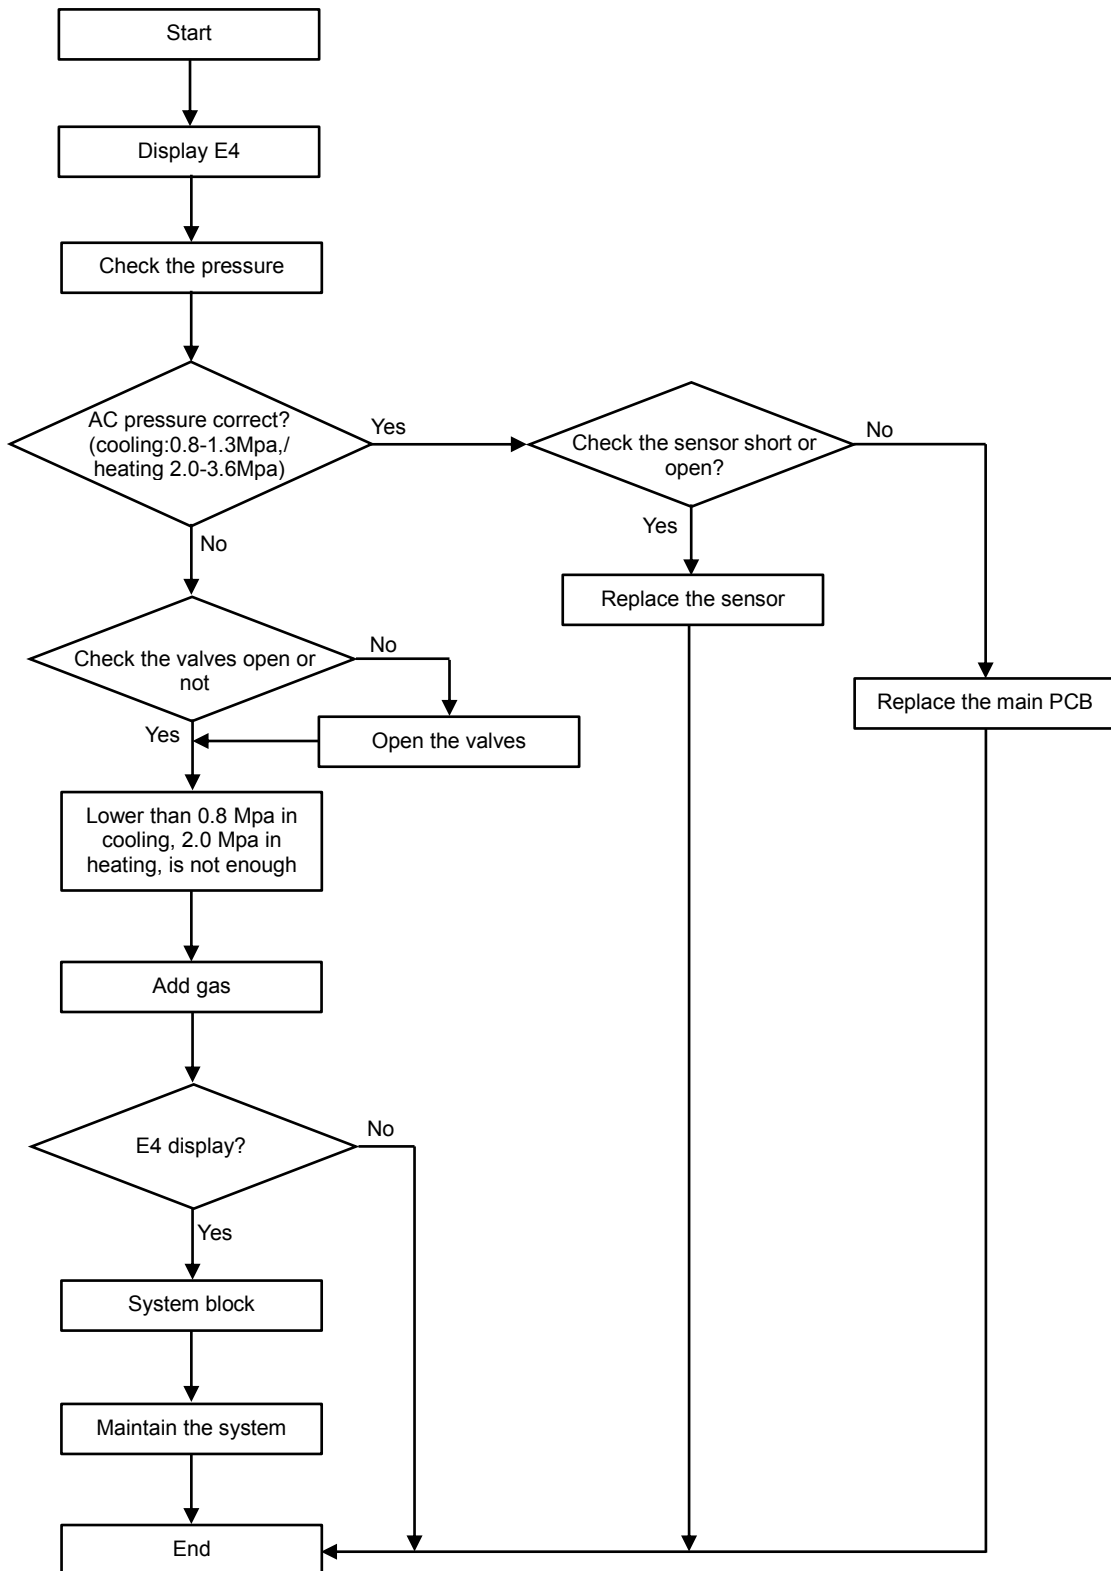 Start
Display E4
Check the pressure
AC pressure correct?
(cooling:0.8-1.3Mpa,/
heating 2.0-3.6Mpa)
Yes
Check the sensor short or
open?
No
No
Yes
Replace the sensor
Check the valves open or
not
No
Replace the main PCB
Yes
Open the valves
Lower than 0.8 Mpa in
cooling, 2.0 Mpa in
heating, is not enough
Add gas
E4 display?
No
Yes
System block
Maintain the system
End